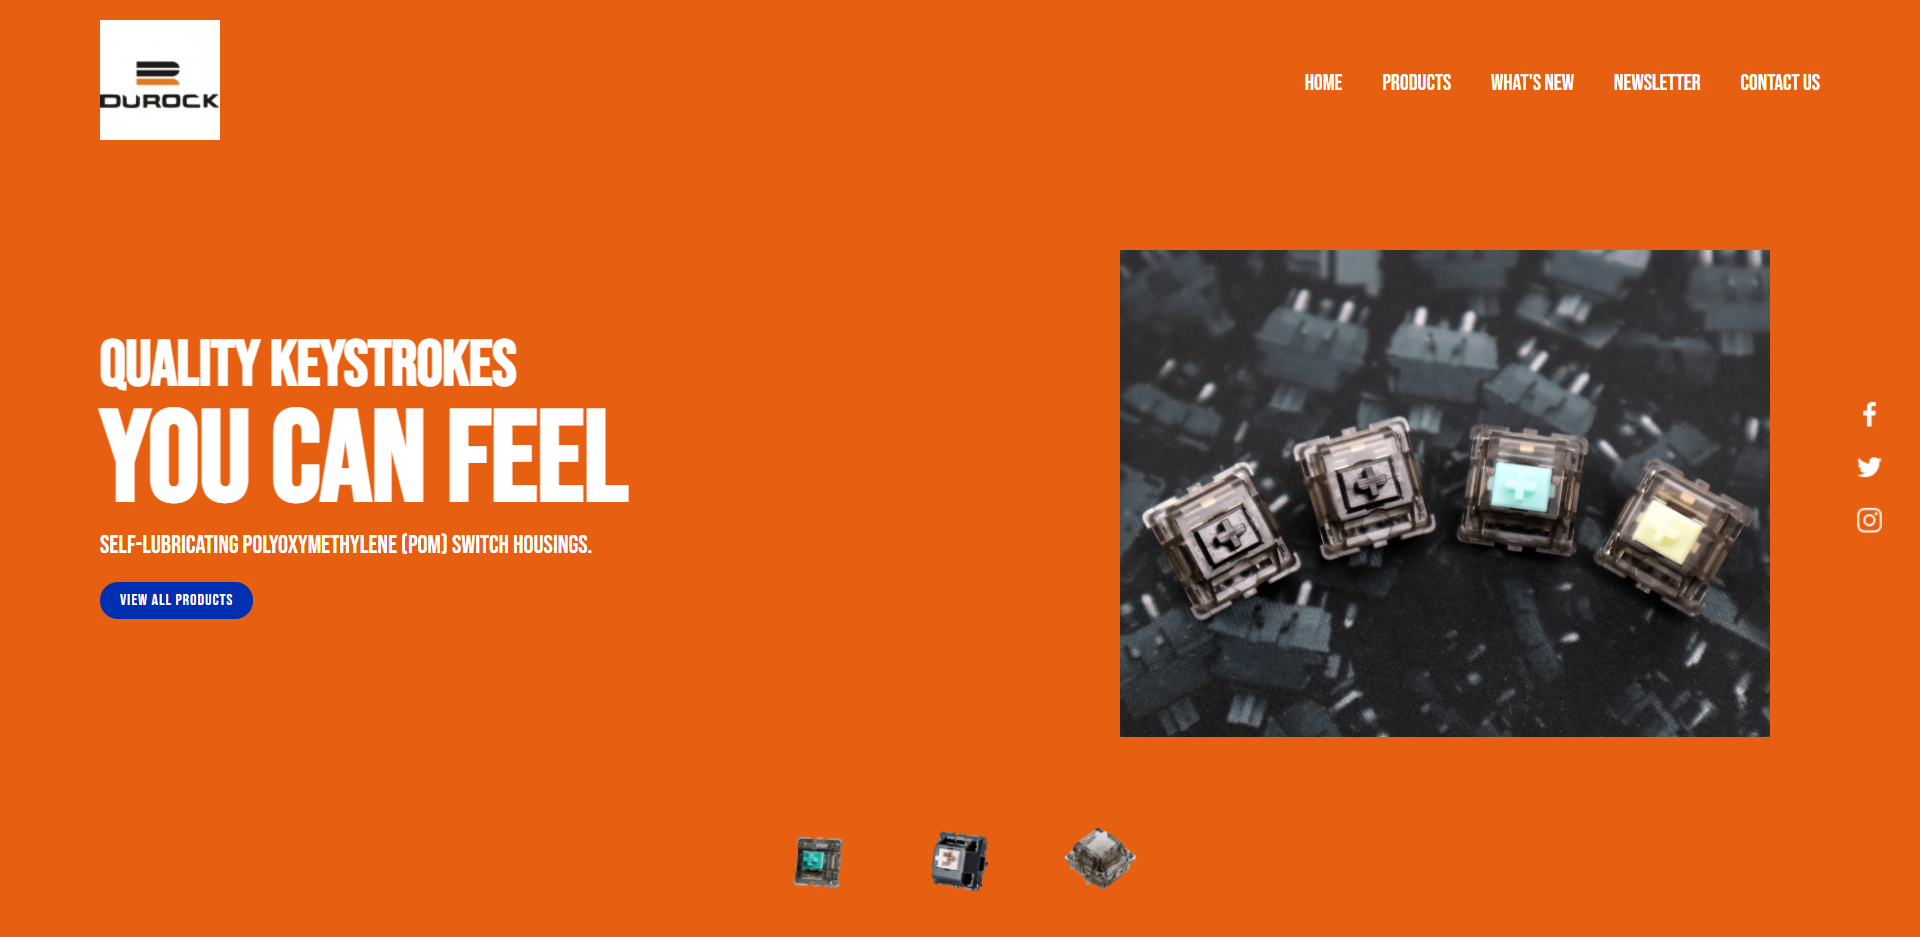 DUROCK
HOME PRODUCTS WHAT'S NEW NEWSLETTER CONTACT US
QUALITY KEYSTROKES
YOU CAN FEEL
SELF-LUBRICATING POLYOXYMETHYLENE (POM) SWITCH HOUSINGS.
VIEW ALL PRODUCTS